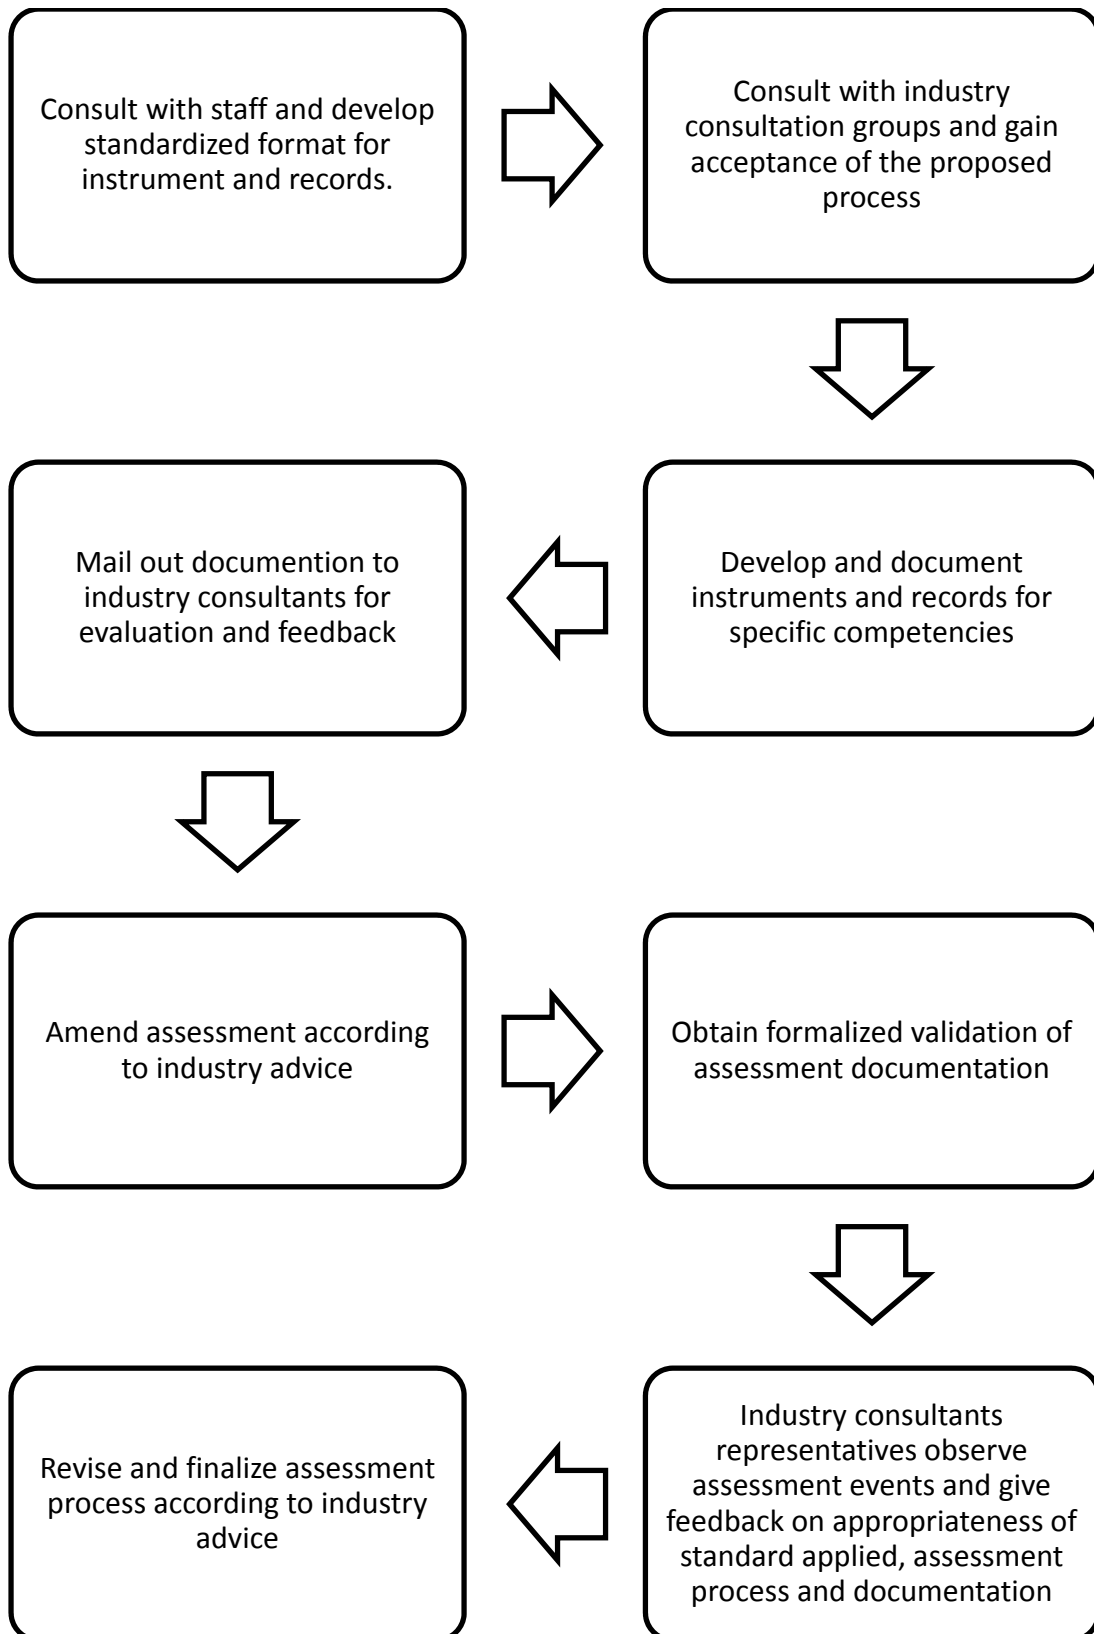 Consult with staff and develop
standardized format for
instrument and records.
Consult with industry
consultation groups and gain
acceptance of the proposed
process
Develop and document
instruments and records for
specific competencies
Mail out documention to
industry consultants for
evaluation and feedback
Amend assessment according
to industry advice
Obtain formalized validation of
assessment documentation
Industry consultants
representatives observe
assessment events and give
feedback on appropriateness of
standard applied, assessment
process and documentation
Revise and finalize assessment
process according to industry
advice